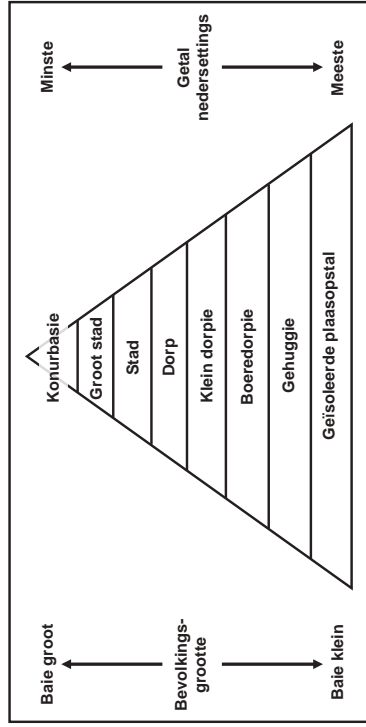 Baie groot
Bevolkings-
grootte
Baie klein
Konurbasie
Groot stad
Stad
Dorp
Klein dorpie
Boeredorpie
Gehuggie
Geïsoleerde plaasopstal
Minste
Getal
nedersettings
Meeste